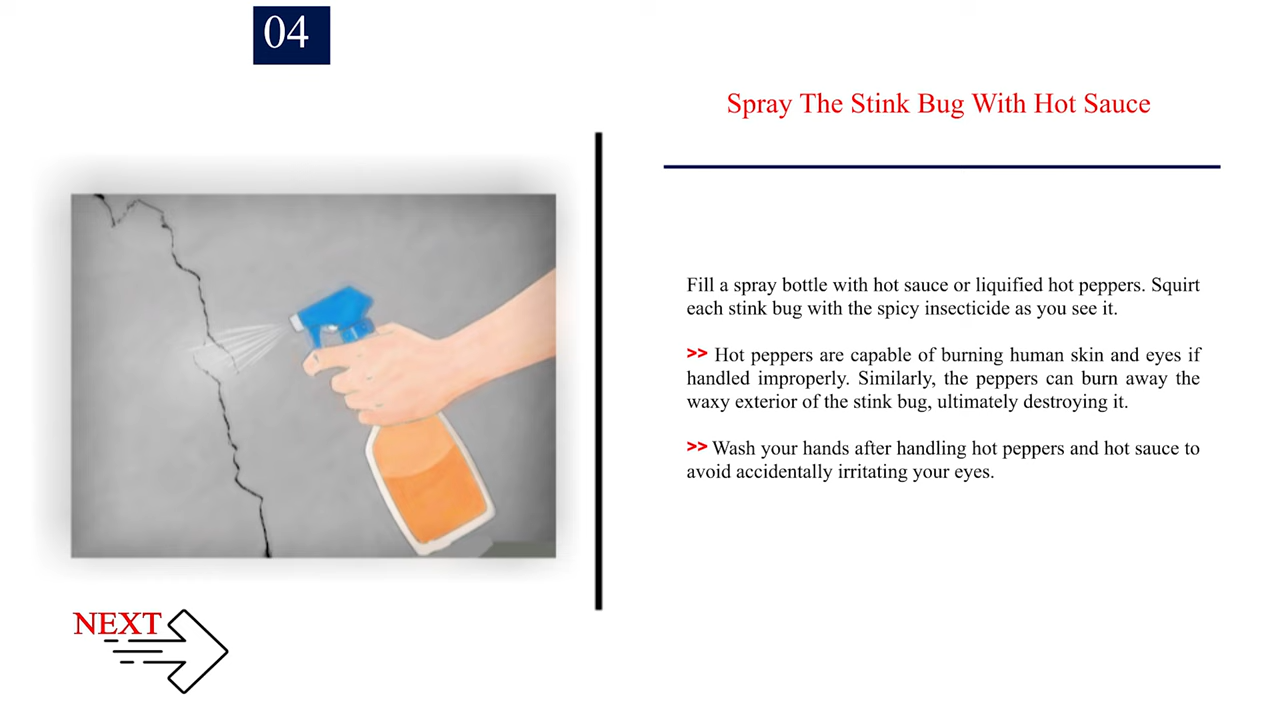 04
Spray The Stink Bug With Hot Sauce
Fill a spray bottle with hot sauce or liquified hot peppers. Squirt
each stink bug with the spicy insecticide as you see it.
>> Hot peppers are capable of burning human skin and eyes if
handled improperly. Similarly, the peppers can burn away the
waxy exterior of the stink bug, ultimately destroying it.
>> Wash your hands after handling hot peppers and hot sauce to
avoid accidentally irritating your eyes.
NEXT